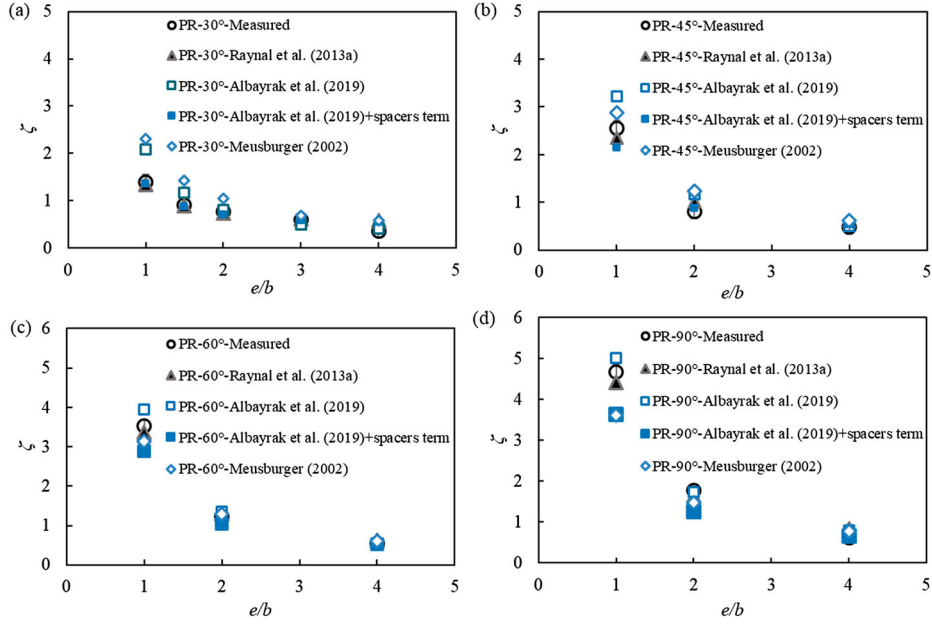 (a)
5
4
3
2
1
0
ζ
PR-30°-Measured
PR-30°-Raynal et al. (2013a)
PR-30°-Albayrak et al. (2019)
PR-30°-Albayrak et al. (2019)+spacers term
PR-30°-Meusburger (2002)
0 1 2 3 4 5
e/b
(b)
5
4
3
2
1
0
ζ
PR-45°-Measured
PR-45°-Raynal et al. (2013a)
PR-45°-Albayrak et al. (2019)
PR-45°-Albayrak et al. (2019)+spacers term
PR-45°-Meusburger (2002)
0 1 2 3 4 5
e/b
(c)
6
5
4
3
2
1
0
ζ
PR-60°-Measured
PR-60°-Raynal et al. (2013a)
PR-60°-Albayrak et al. (2019)
PR-60°-Albayrak et al. (2019)+spacers term
PR-60°-Meusburger (2002)
0 1 2 3 4 5
e/b
(d)
6
5
4
3
2
1
0
ζ
PR-90°-Measured
PR-90°-Raynal et al. (2013a)
PR-90°-Albayrak et al. (2019)
PR-90°-Albayrak et al. (2019)+spacers term
PR-90°-Meusburger (2002)
0 1 2 3 4 5
e/b